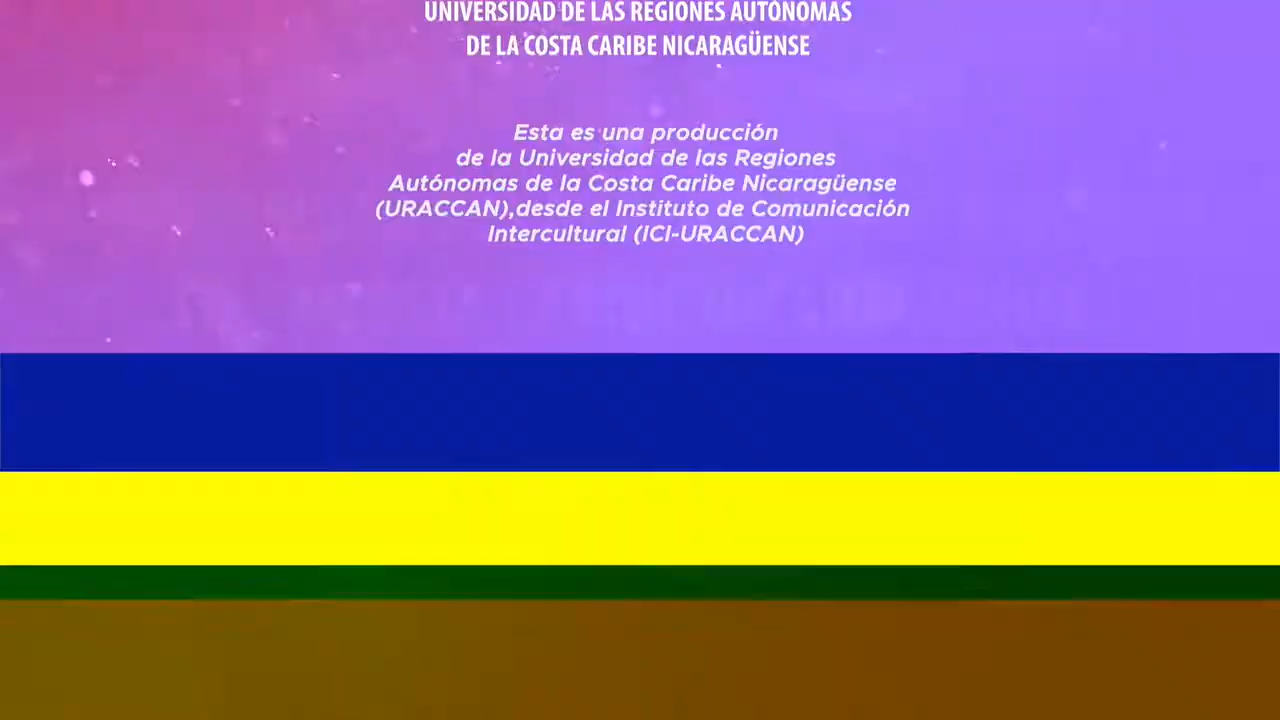 UNIVERSIDAD DE LAS REGIONES AUTÓNOMAS
DE LA COSTA CARIBE NICARAGÜENSE
Esta es una producción
de la Universidad de las Regiones
Autónomas de la Costa Caribe Nicaragüense
(URACCAN),desde el Instituto de Comunicación
Intercultural (ICI-URACCAN)